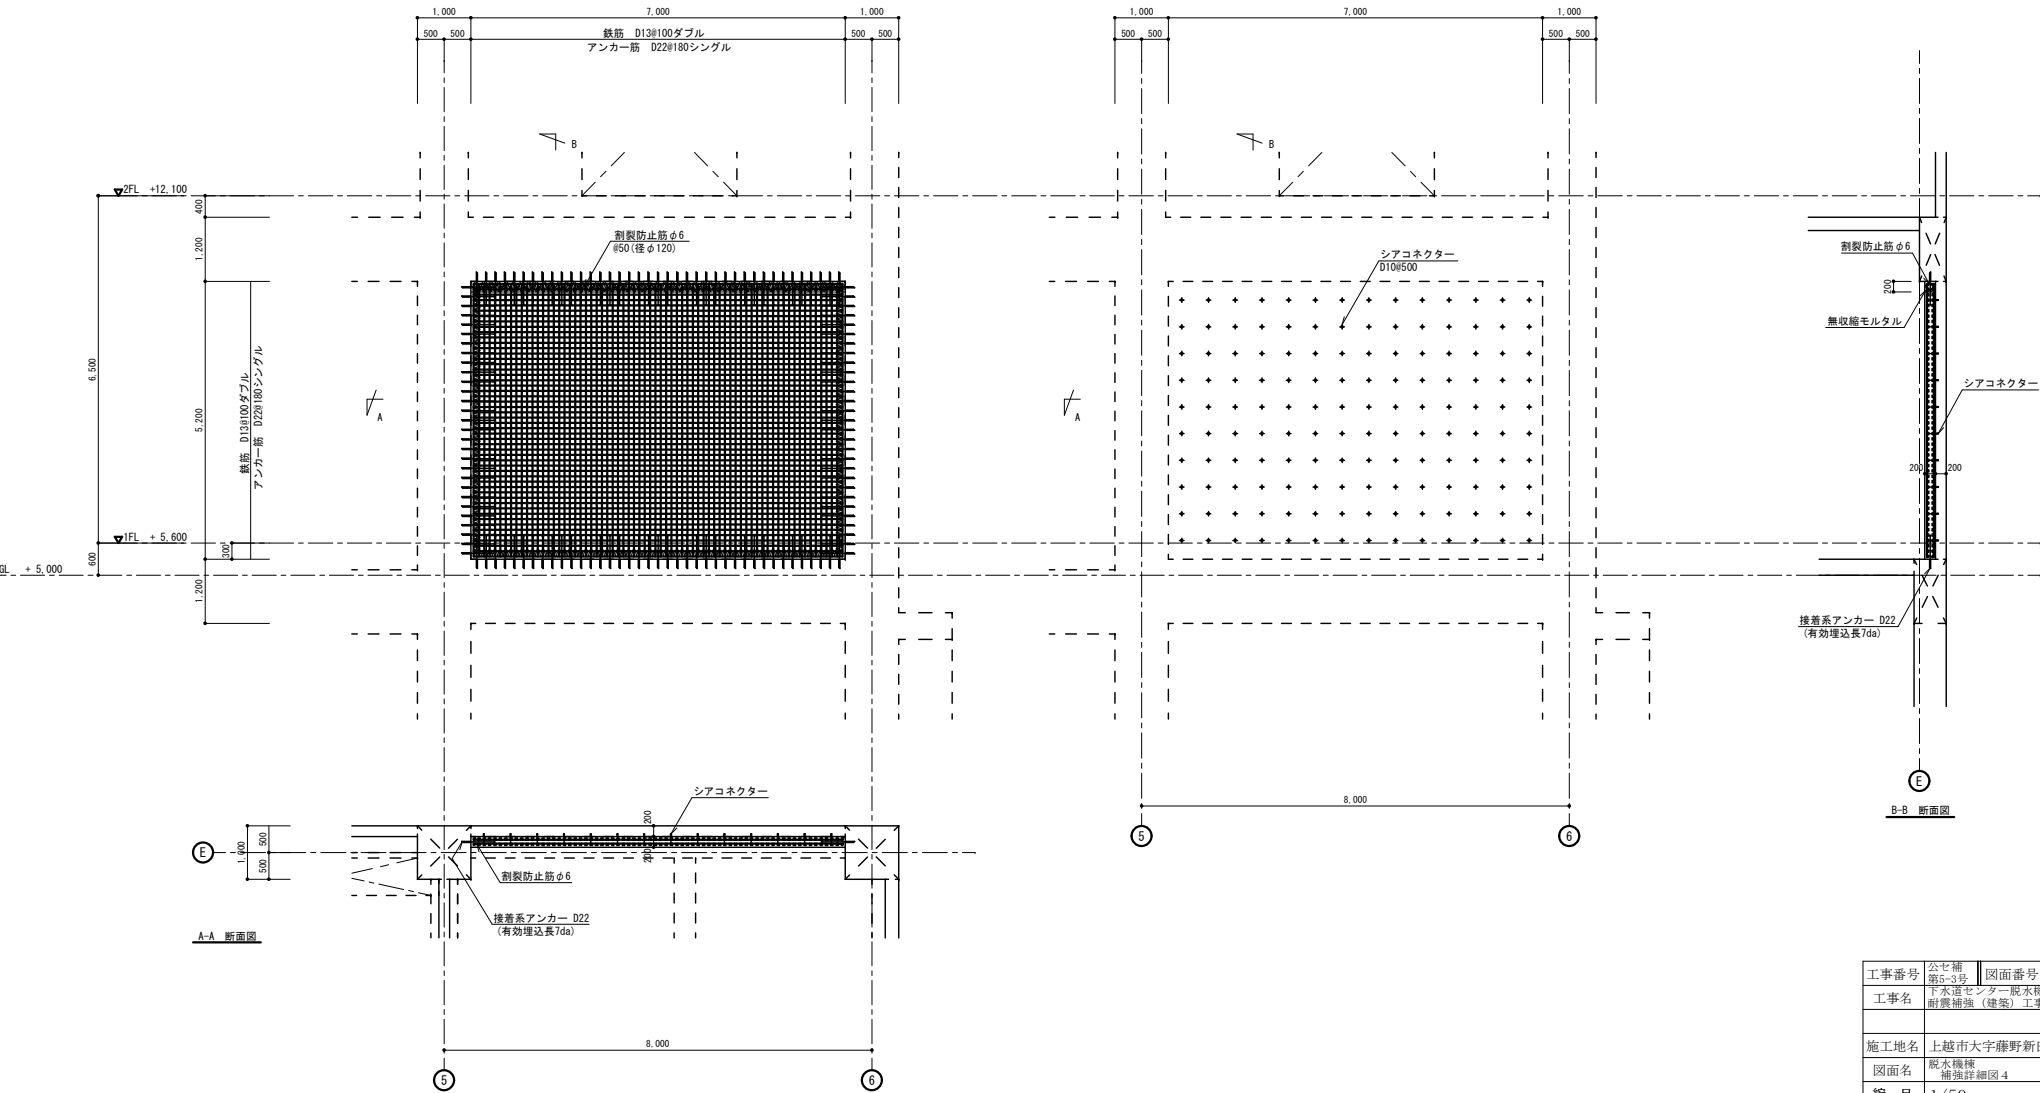 1,000
7,000
1,000
500
500
鉄筋 D13@100ダブル
500
500
アンカー筋 D22@180シングル
1,000
7,000
1,000
500
500
500
500
B
B
2FL +12,100
400
1,200
6,500
5,200
鉄筋 D13@100ダブル
アンカー筋 D22@180シングル
割裂防止筋φ6
@50(径φ120)
シアコネクター
D10@500
A
A
1FL + 5,600
300
600
GL + 5,000
1,200
割裂防止筋φ6
200
無収縮モルタル
シアコネクター
200
200
接着系アンカー D22
(有効埋込長7da)
E
B-B 断面図
シアコネクター
200
200
E
1,000
500
500
割裂防止筋φ6
接着系アンカー D22
(有効埋込長7da)
A-A 断面図
8,000
5
6
8,000
5
6
工事番号
公セ補
第5-3号
図面番号
工事名
下水道センター脱水機
耐震補強（建築）工事
施工地名
上越市大字藤野新田
図面名
脱水機棟
補強詳細図4